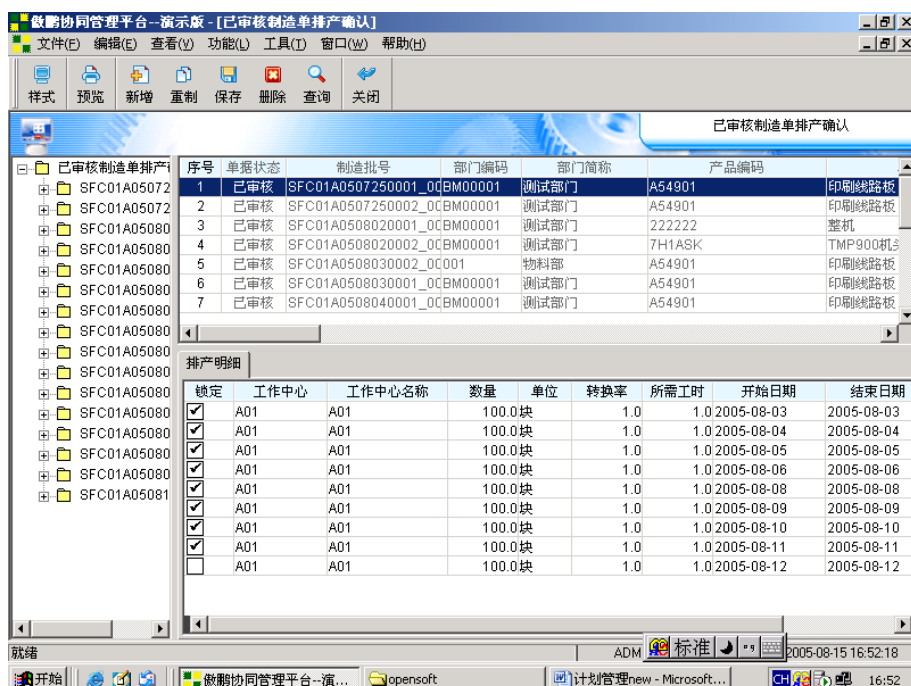 傲鹏协同管理平台--演示版 - [已审核制造单排产确认]
文件(F) 编辑(E) 查看(V) 功能(L) 工具(T) 窗口(W) 帮助(H)
样式 预览 新增 重制 保存 删除 查询 关闭
已审核制造单排产确认
已审核制造单排产
SFC01A05072
SFC01A05072
SFC01A05080
SFC01A05080
SFC01A05080
SFC01A05080
SFC01A05080
SFC01A05080
SFC01A05080
SFC01A05080
SFC01A05080
SFC01A05080
SFC01A05080
SFC01A05080
SFC01A05080
SFC01A05081
序号 单据状态 制造批号 部门编码 部门简称 产品编码
1 已审核 SFC01A0507250001_00 BM00001 测试部门 A54901 印刷线路板
2 已审核 SFC01A0507250002_00 BM00001 测试部门 A54901 印刷线路板
3 已审核 SFC01A0508020001_00 BM00001 测试部门 222222 整机
4 已审核 SFC01A0508020002_00 BM00001 测试部门 7H1ASK TMP900机
5 已审核 SFC01A0508030002_00 001 物料部 A54901 印刷线路板
6 已审核 SFC01A0508030001_00 BM00001 测试部门 A54901 印刷线路板
7 已审核 SFC01A0508040001_00 BM00001 测试部门 A54901 印刷线路板
排产明细
锁定 工作中心 工作中心名称 数量 单位 转换率 所需工时 开始日期 结束日期
A01 A01 100.0 块 1.0 1.0 2005-08-03 2005-08-03
A01 A01 100.0 块 1.0 1.0 2005-08-04 2005-08-04
A01 A01 100.0 块 1.0 1.0 2005-08-05 2005-08-05
A01 A01 100.0 块 1.0 1.0 2005-08-06 2005-08-06
A01 A01 100.0 块 1.0 1.0 2005-08-08 2005-08-08
A01 A01 100.0 块 1.0 1.0 2005-08-09 2005-08-09
A01 A01 100.0 块 1.0 1.0 2005-08-10 2005-08-10
A01 A01 100.0 块 1.0 1.0 2005-08-11 2005-08-11
A01 A01 100.0 块 1.0 1.0 2005-08-12 2005-08-12
就绪 ADM 标准 2005-08-15 16:52:18
开始 傲鹏协同管理平台--演... opensoft 计划管理new - Microsoft... CH 16:52